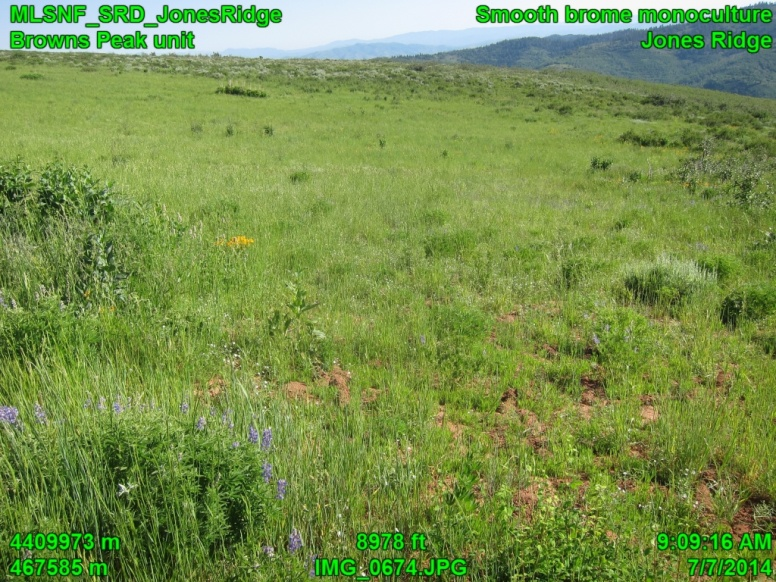 MLSNF_SRD_JonesRidge
Browns Peak unit
Smooth brome monoculture
Jones Ridge
4409973 m
467585 m
8978 ft
IMG_0674.JPG
9:09:16 AM
7/7/2014